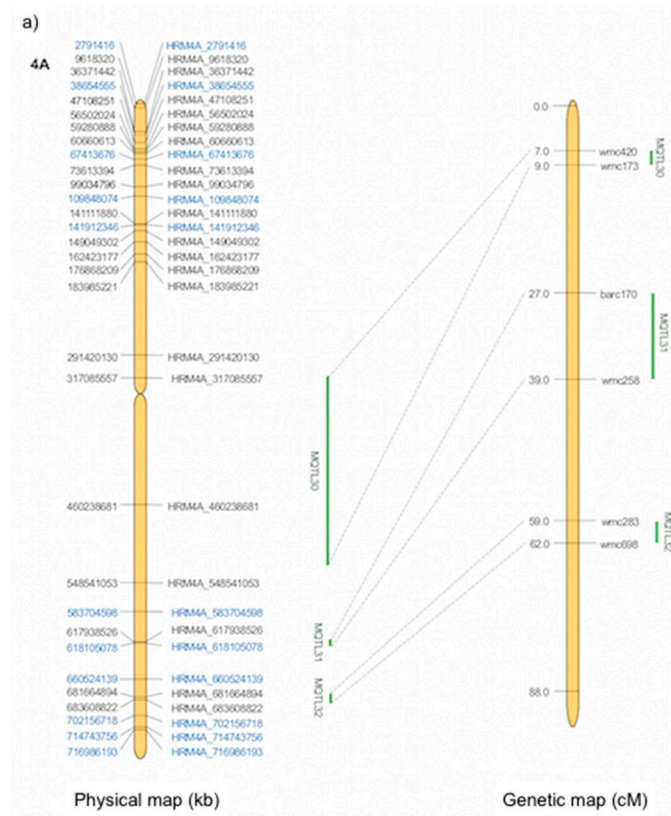 a)
4A
2791416 HRM4A_2791416
9618320 HRM4A_9618320
36371442 HRM4A_36371442
38654555 HRM4A_38654555
47108251 HRM4A_47108251
56502024 HRM4A_56502024
59280888 HRM4A_59280888
60660613 HRM4A_60660613
67413676 HRM4A_67413676
73613394 HRM4A_73613394
99034796 HRM4A_99034796
109848074 HRM4A_109848074
141111880 HRM4A_141111880
141912346 HRM4A_141912346
149049302 HRM4A_149049302
162423177 HRM4A_162423177
176868209 HRM4A_176868209
183985221 HRM4A_183985221
291420130 HRM4A_291420130
317085557 HRM4A_317085557
460238681 HRM4A_460238681
548541053 HRM4A_548541053
583704598 HRM4A_583704598
617938526 HRM4A_617938526
618105078 HRM4A_618105078
660524139 HRM4A_660524139
681664894 HRM4A_681664894
683608822 HRM4A_683608822
702156718 HRM4A_702156718
714743756 HRM4A_714743756
716986193 HRM4A_716986193
MQTL30
MQTL31
MQTL32
Physical map (kb)
0.0
7.0 wmc420
9.0 wmc173
MQTL30
27.0 barc170
MQTL31
39.0 wmc258
59.0 wmc283
62.0 wmc698
MQTL32
88.0
Genetic map (cM)